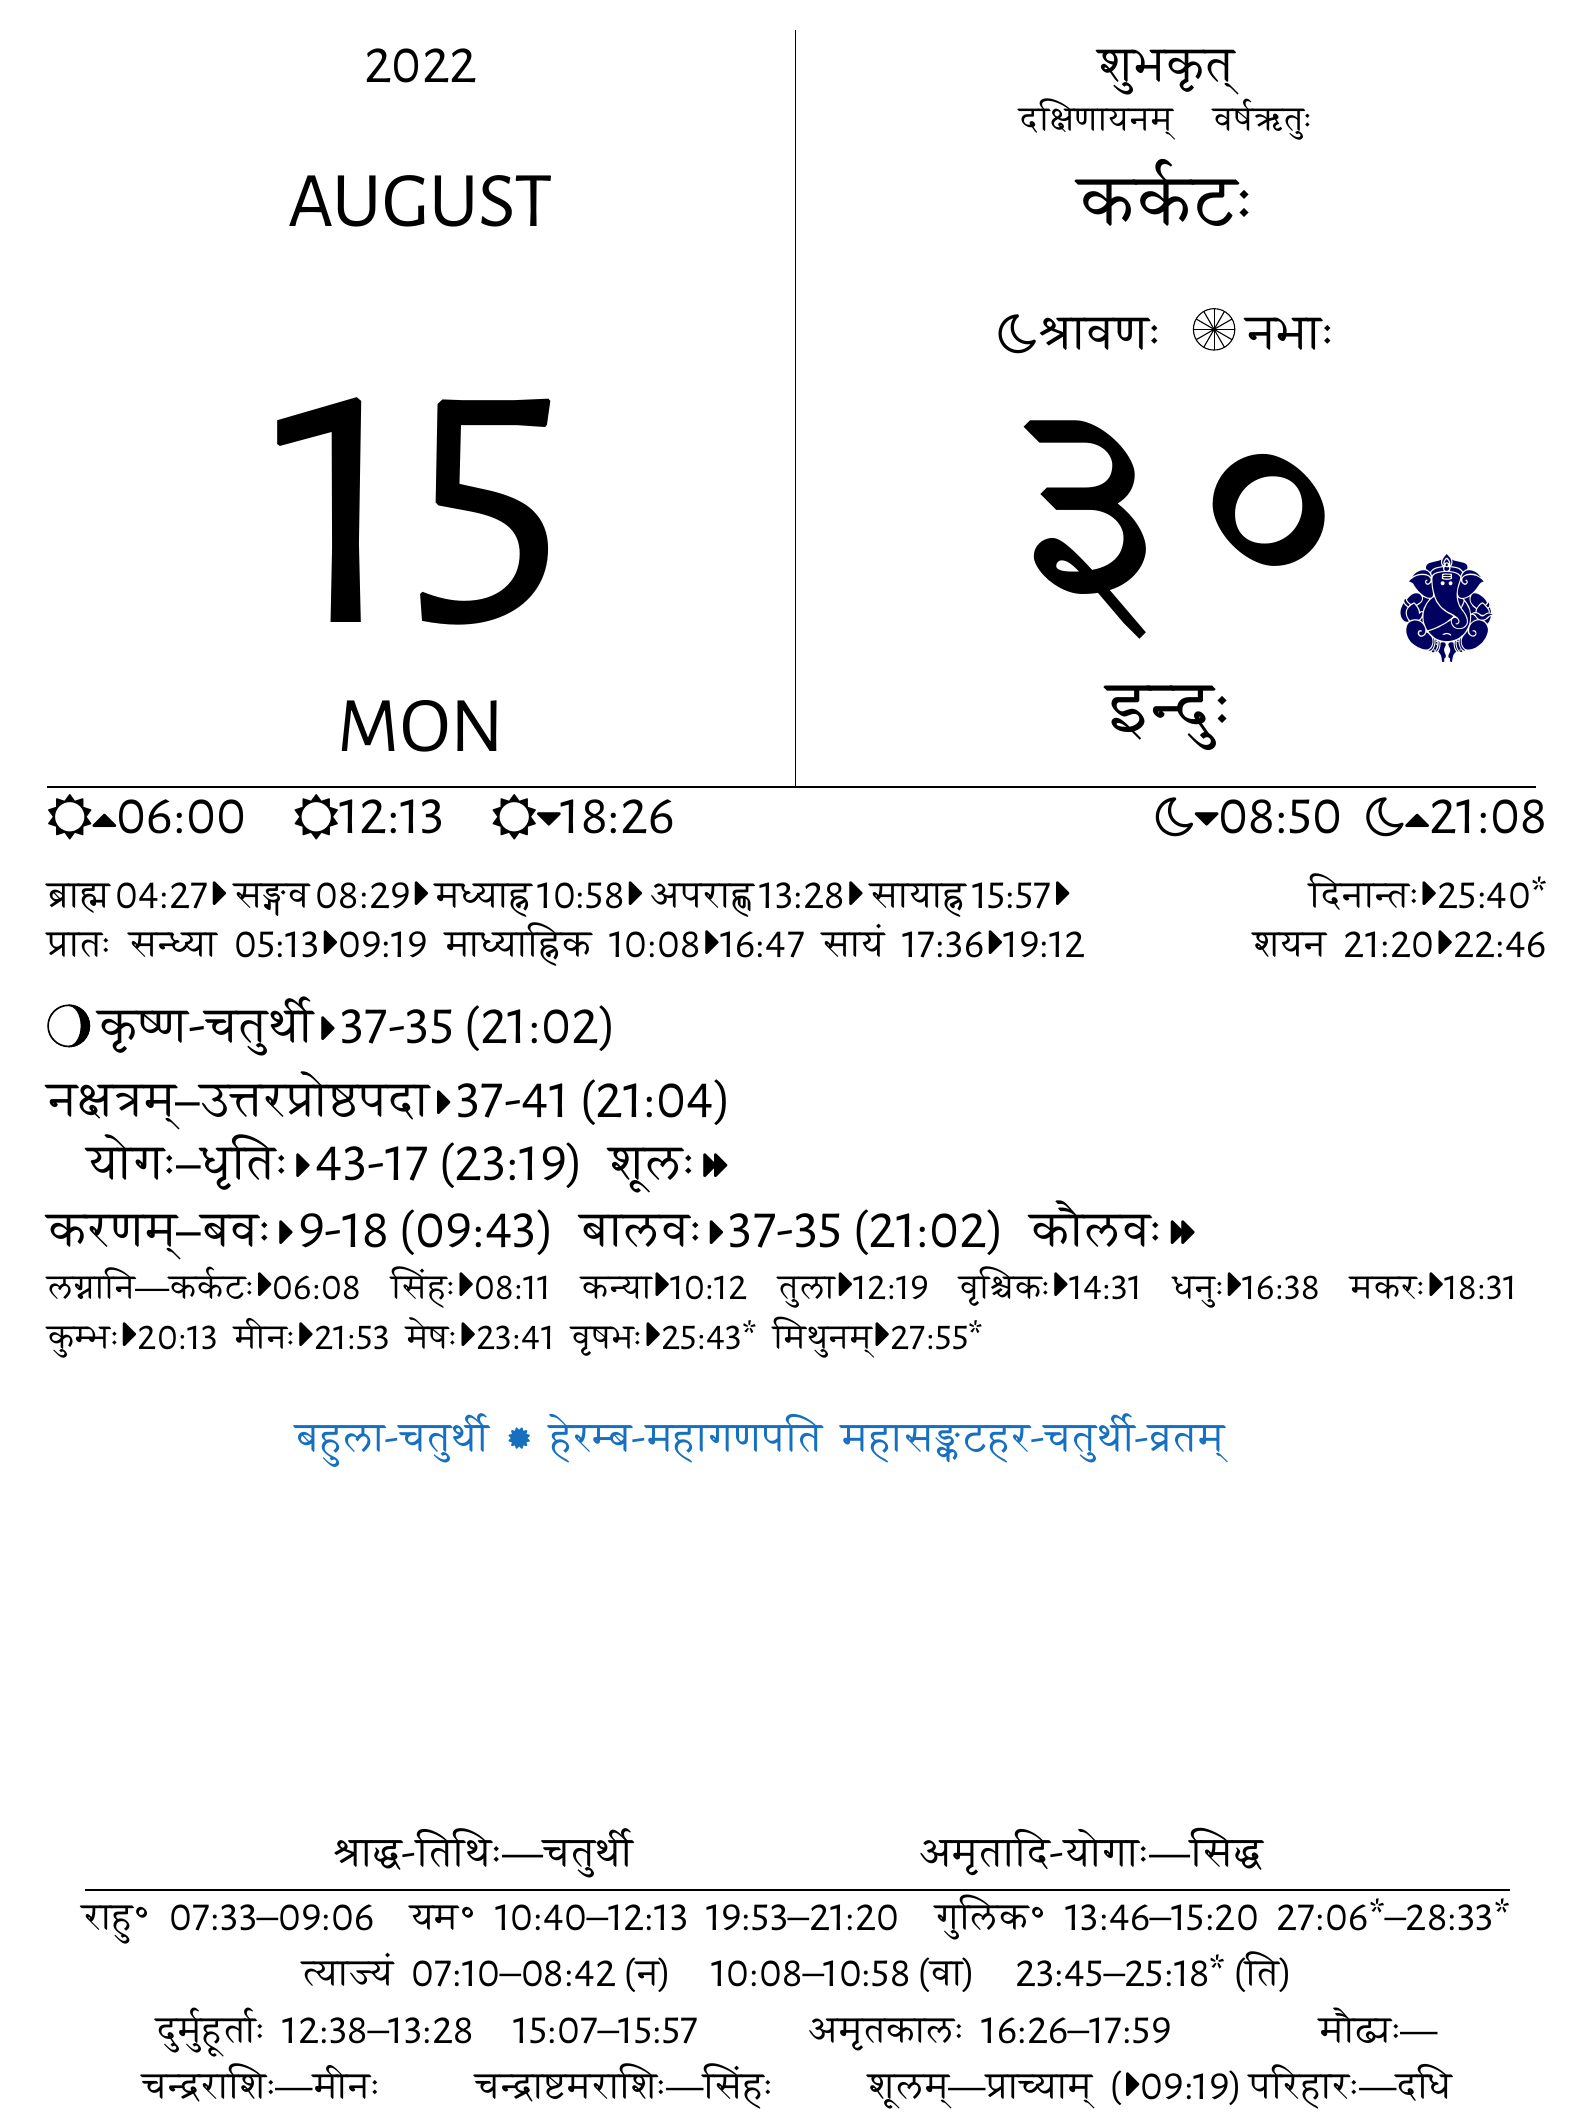 2022
AUGUST
15
MON
शुभकृत्
दक्षिणायनम् वर्षऋतुः
कर्कटः
श्रावणः नभाः
३०
इन्दुः
06:00 12:13 18:26 08:50 21:08
ब्राह्म 04:27 सङ्गव 08:29 मध्याह्न 10:58 अपराह्ण 13:28 सायाह्न 15:57 दिनान्तः 25:40*
प्रातः सन्ध्या 05:13 09:19 माध्याह्निक 10:08 16:47 सायं 17:36 19:12 शयन 21:20 22:46
कृष्ण-चतुर्थी 37-35 (21:02)
नक्षत्रम्–उत्तरप्रोष्ठपदा 37-41 (21:04)
योगः–धृतिः 43-17 (23:19) शूलः
करणम्–बवः 9-18 (09:43) बालवः 37-35 (21:02) कौलवः
लग्नानि—कर्कटः 06:08 सिंहः 08:11 कन्या 10:12 तुला 12:19 वृश्चिकः 14:31 धनुः 16:38 मकरः 18:31
कुम्भः 20:13 मीनः 21:53 मेषः 23:41 वृषभः 25:43* मिथुनम् 27:55*
बहुला-चतुर्थी हेरम्ब-महागणपति महासङ्कटहर-चतुर्थी-व्रतम्
श्राद्ध-तिथिः—चतुर्थी अमृतादि-योगाः—सिद्ध
राहु॰ 07:33–09:06 यम॰ 10:40–12:13 19:53–21:20 गुलिक॰ 13:46–15:20 27:06*–28:33*
त्याज्यं 07:10–08:42 (न) 10:08–10:58 (वा) 23:45–25:18* (ति)
दुर्मुहूर्ताः 12:38–13:28 15:07–15:57 अमृतकालः 16:26–17:59 मौढ्यः—
चन्द्रराशिः—मीनः चन्द्राष्टमराशिः—सिंहः शूलम्—प्राच्याम् (09:19) परिहारः—दधि